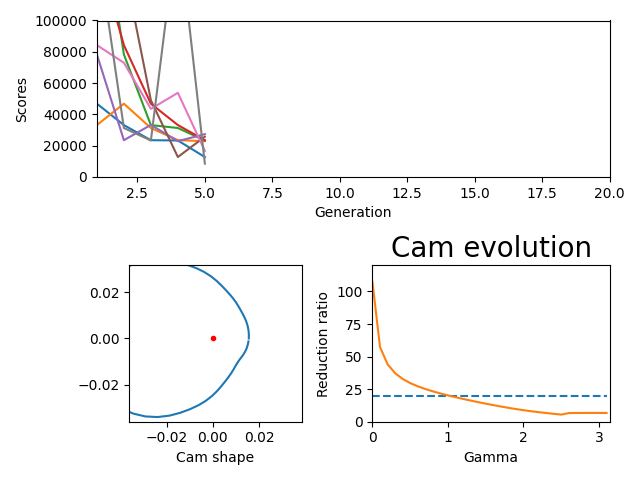 100000
80000
60000
40000
20000
0
Scores
2.5 5.0 7.5 10.0 12.5 15.0 17.5 20.0
Generation
Cam evolution
0.02
0.00
−0.02
−0.02 0.00 0.02
Cam shape
100
75
50
25
0
Reduction ratio
0 1 2 3
Gamma